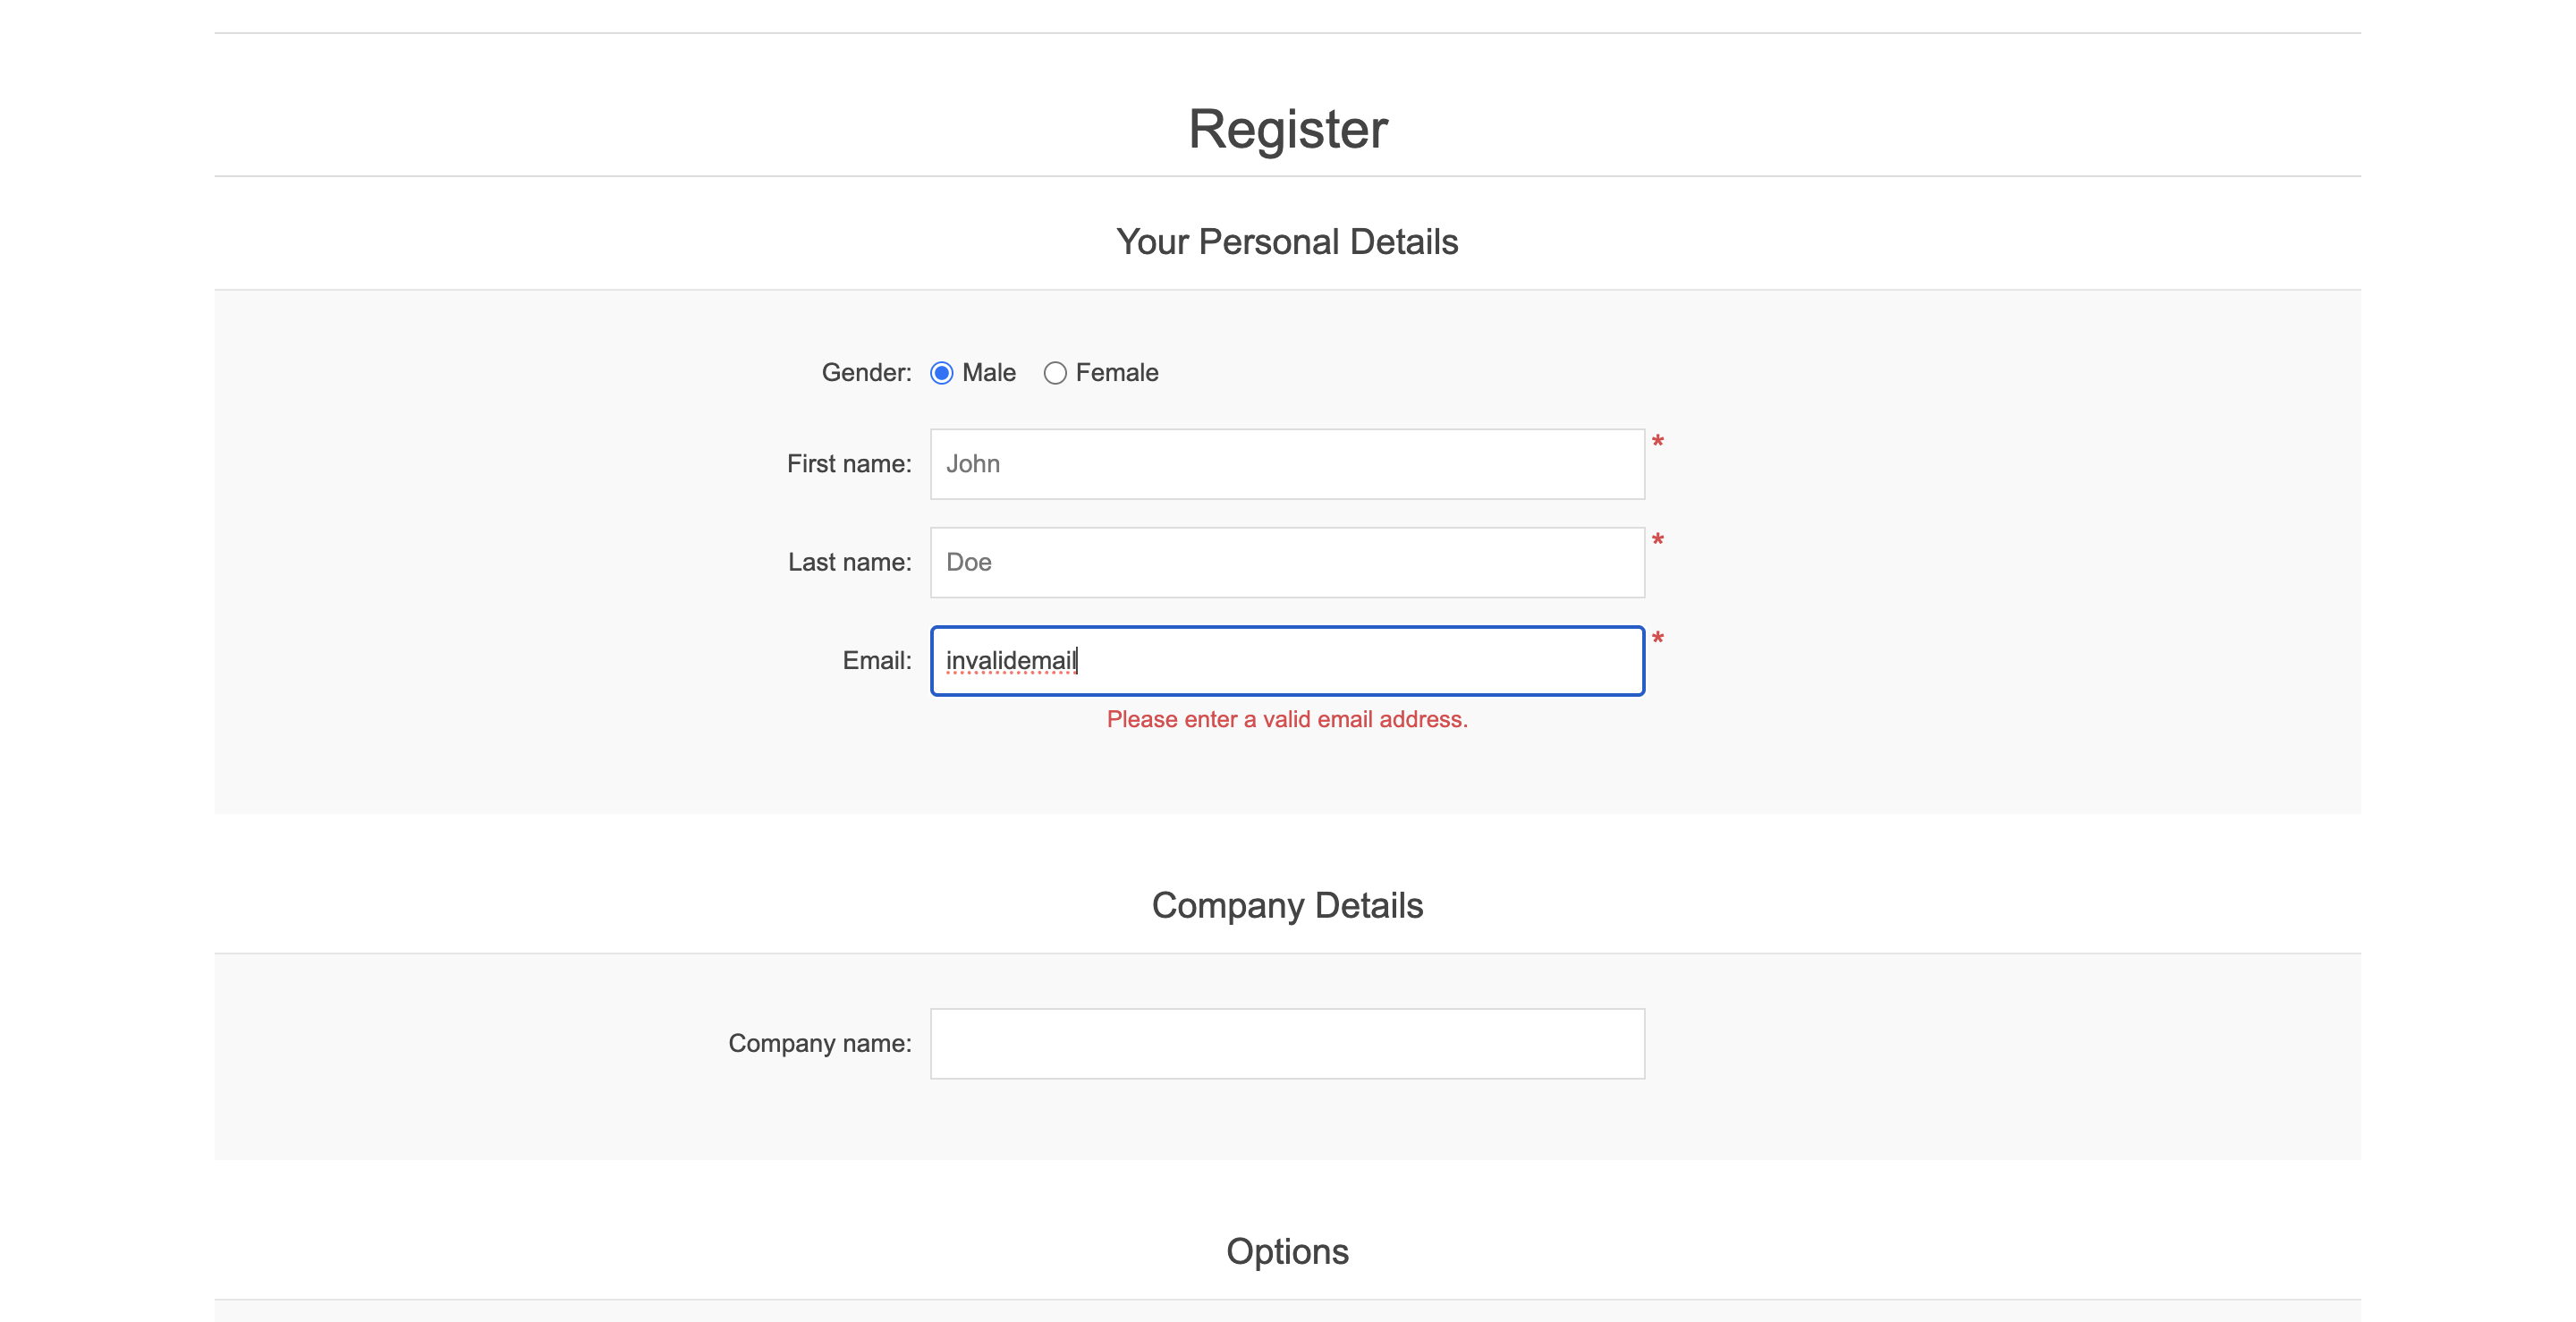 Register
Your Personal Details
Gender: Male Female
First name: John *
Last name: Doe *
Email: invalidemail *
Please enter a valid email address.
Company Details
Company name:
Options